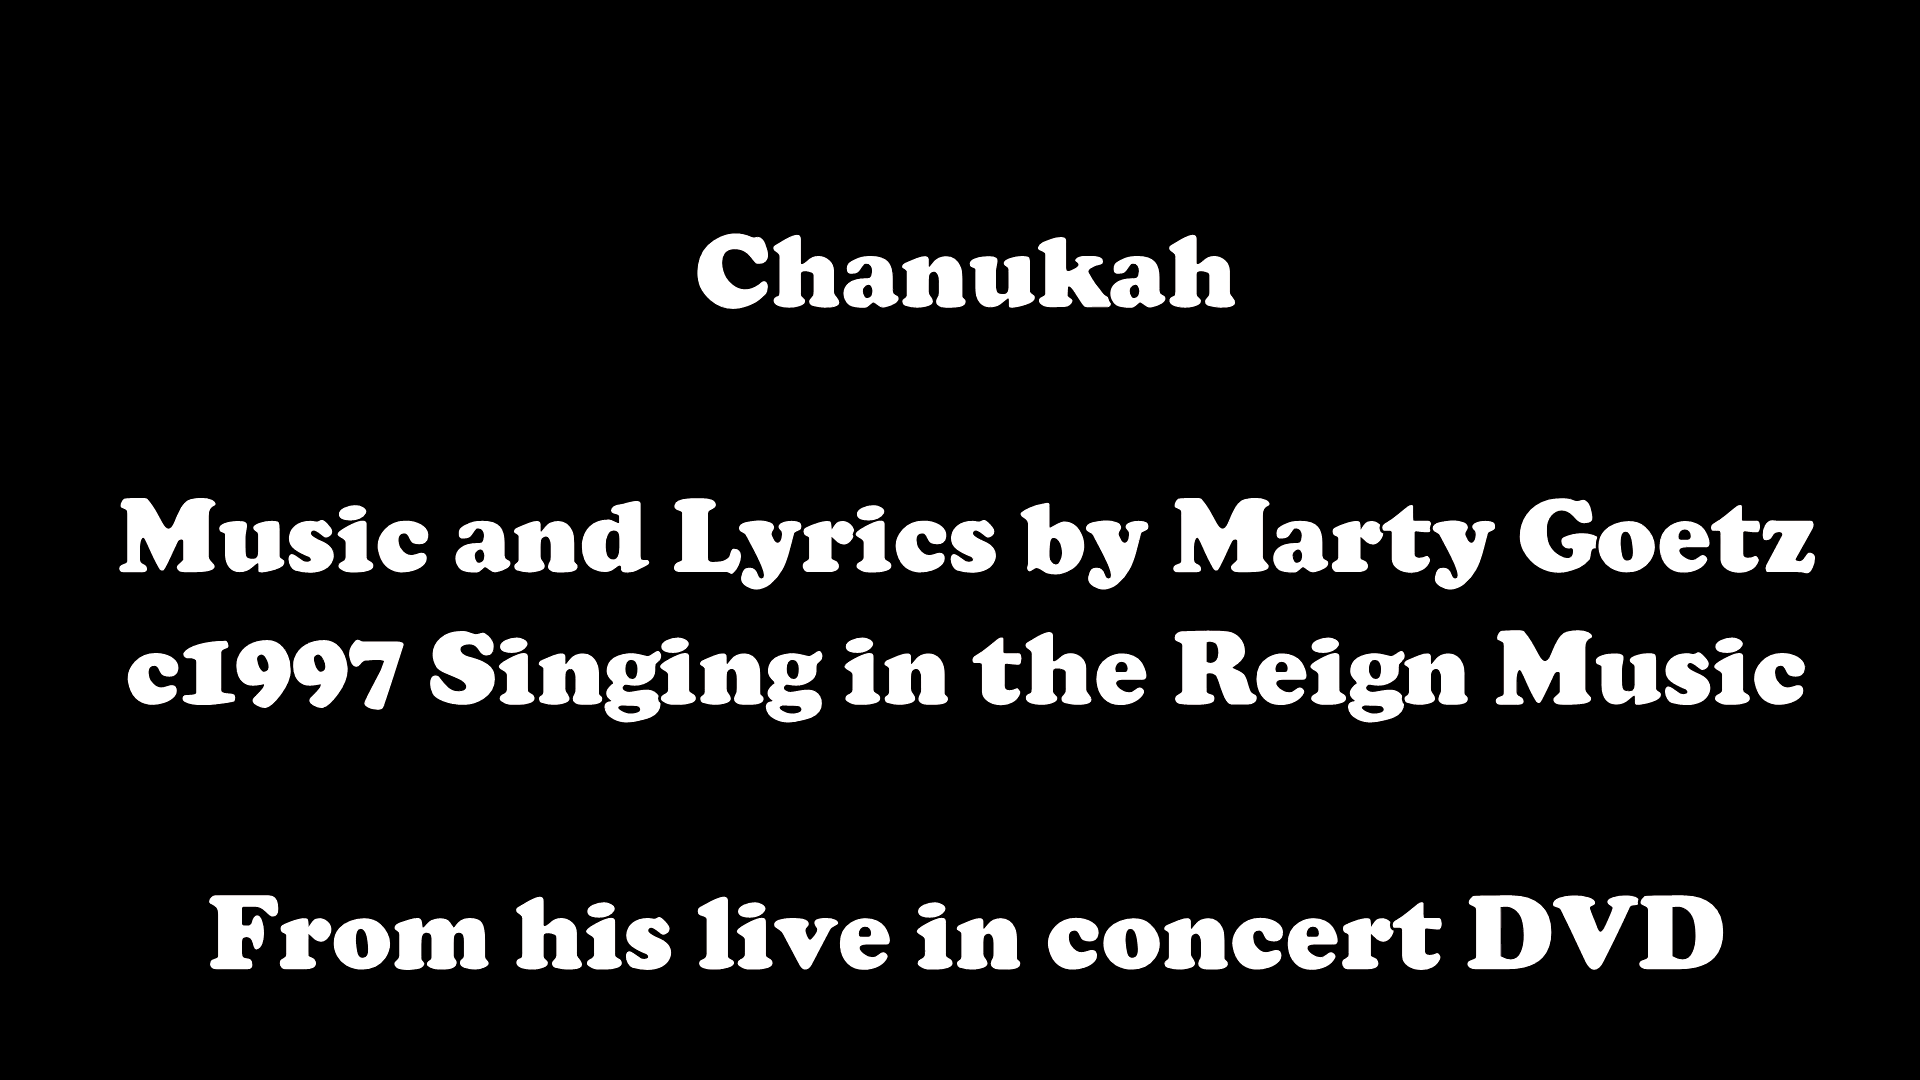 Chanukah
Music and Lyrics by Marty Goetz
c1997 Singing in the Reign Music
From his live in concert DVD